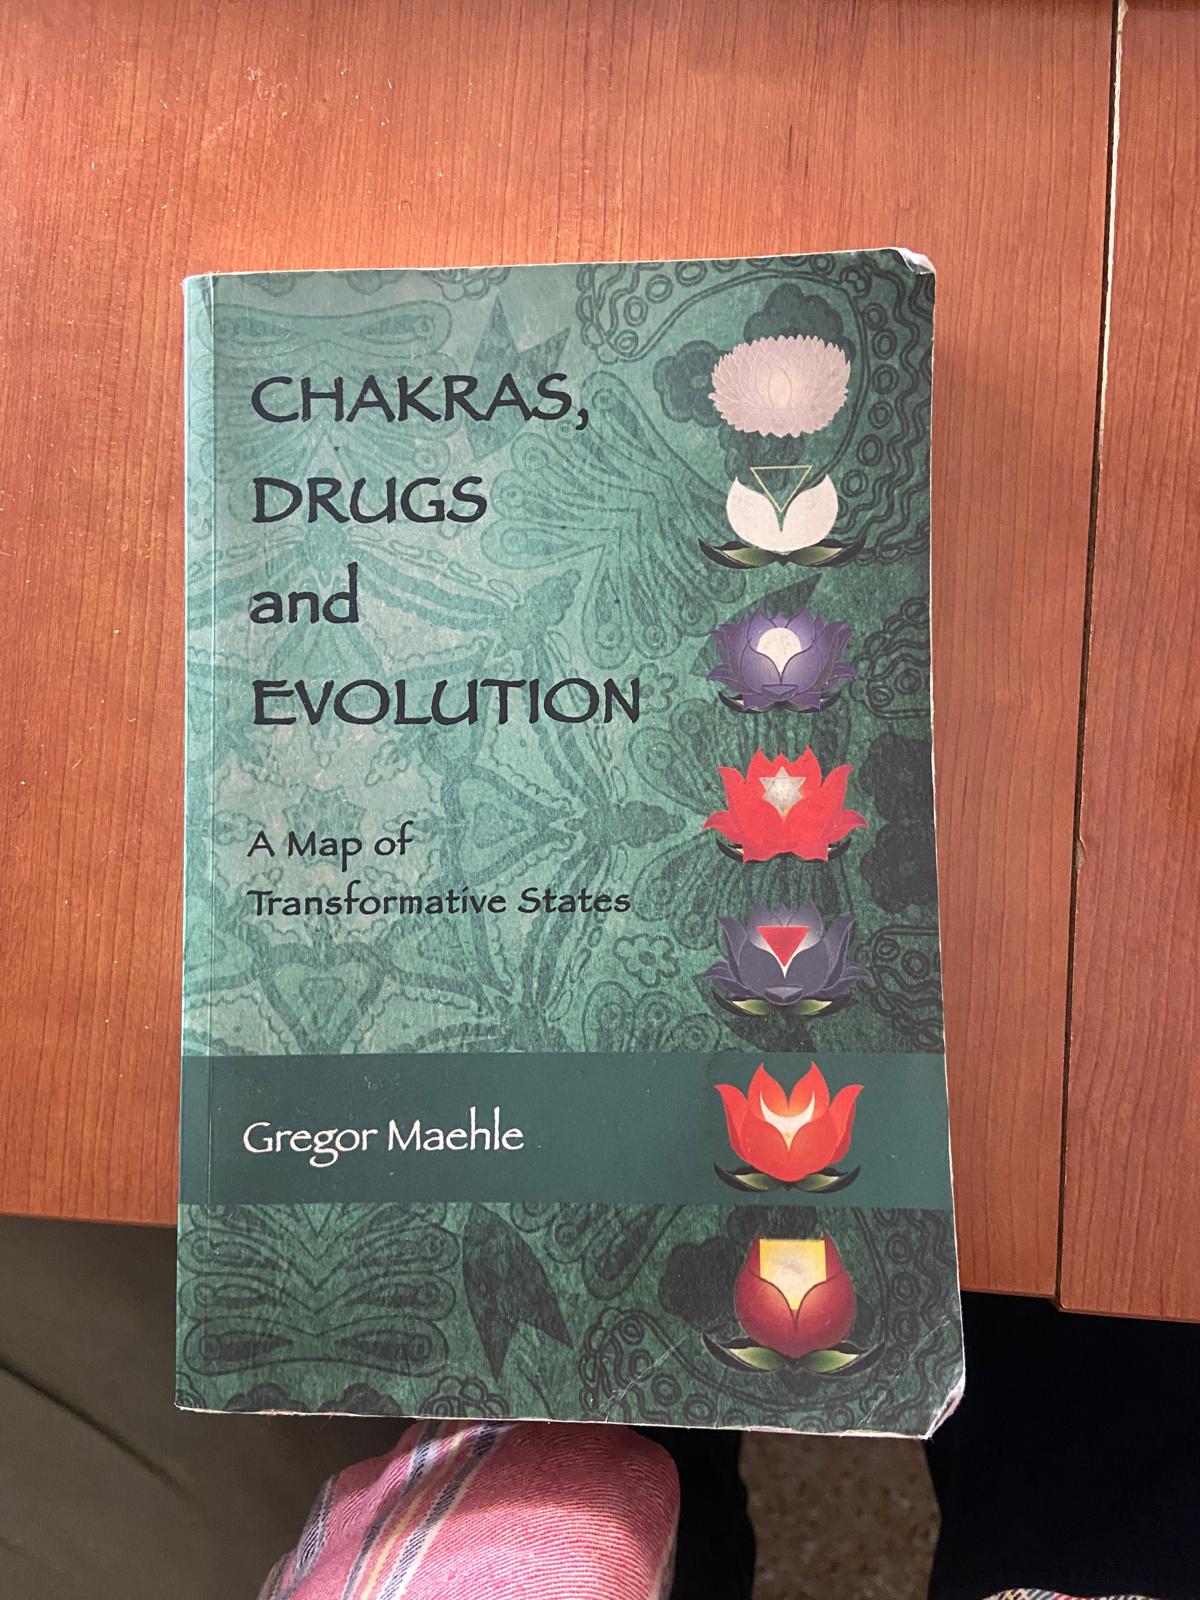 CHAKRAS,
DRUGS
and
EVOLUTION
A Map of
Transformative States
Gregor Maehle